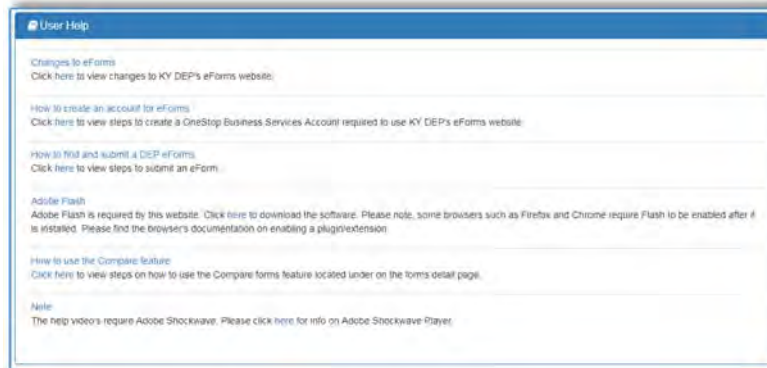 User Help
Changes to eForms
Click here to view changes to KY DEP's eForms website.
How to create an account for eForms
Click here to view steps to create a OneStop Business Services Account required to use KY DEP's eForms website
How to find and submit a DEP eForms
Click here to view steps to submit an eForm
Adobe Flash
Adobe Flash is required by this website. Click here to download the software. Please note, some browsers such as Firefox and Chrome require Flash to be enabled after it
is installed. Please find the browser's documentation on enabling a plugin/extension
How to use the Compare feature
Click here to view steps on how to use the Compare forms feature located under on the forms detail page.
Note
The help video's require Adobe Shockwave. Please click here for info on Adobe Shockwave Player.